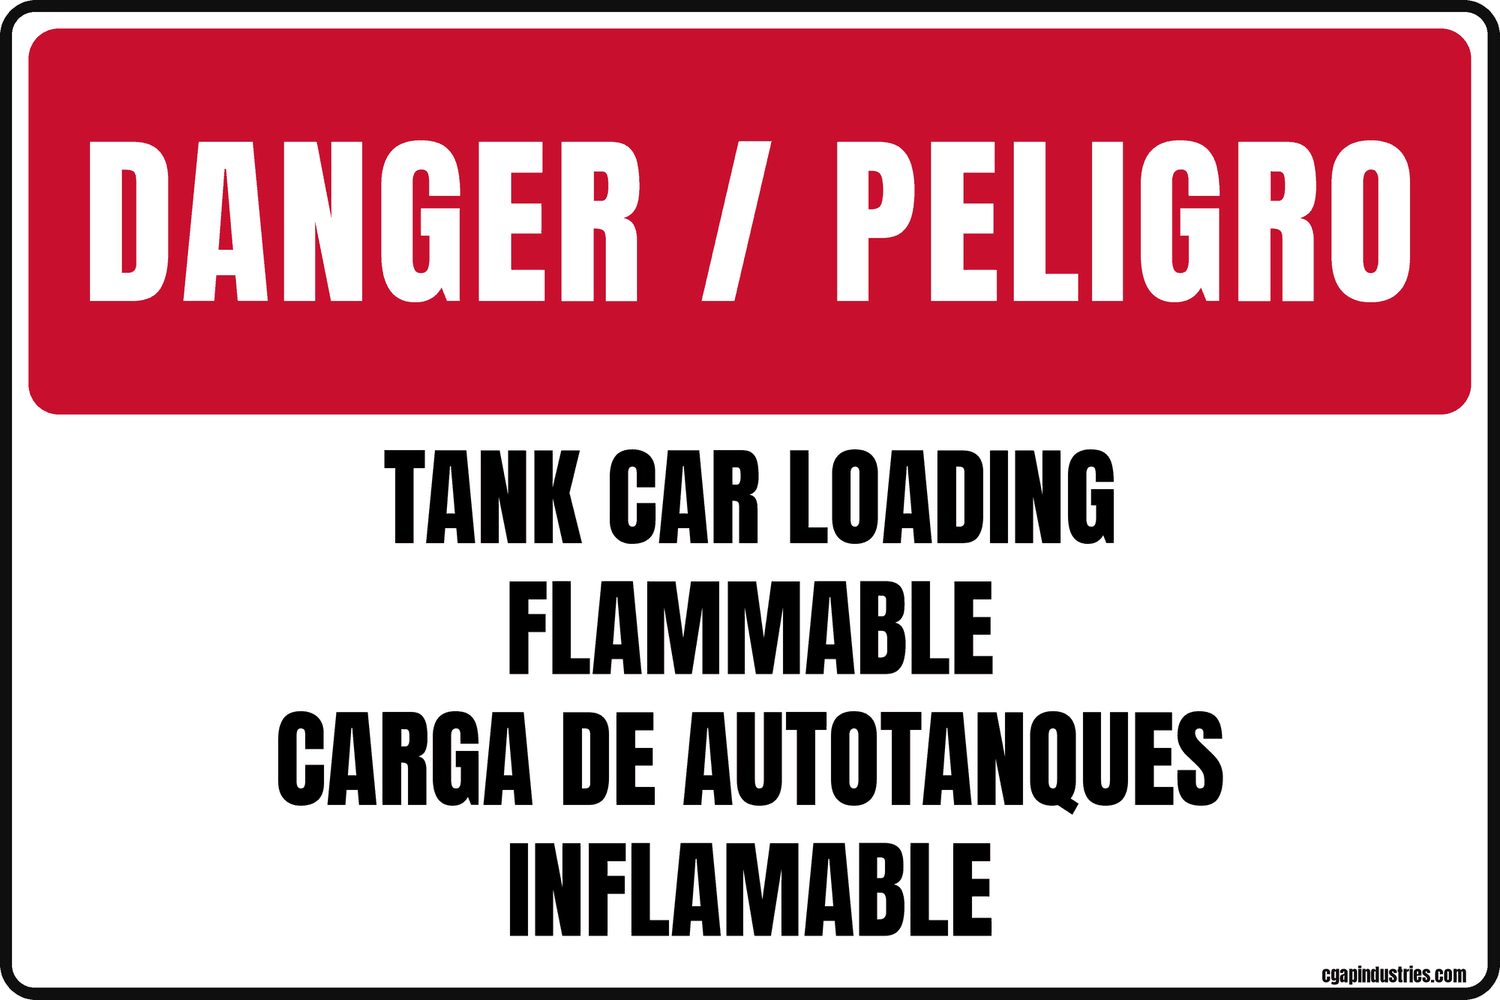 DANGER / PELIGRO
TANK CAR LOADING
FLAMMABLE
CARGA DE AUTOTANQUES
INFLAMABLE
cgapindustries.com